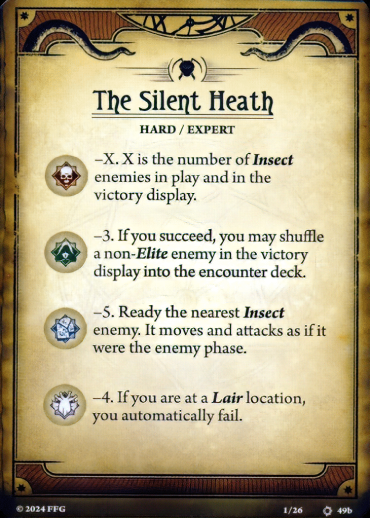 The Silent Heath
HARD / EXPERT
–X. X is the number of Insect
enemies in play and in the
victory display.
–3. If you succeed, you may shuffle
a non-Elite enemy in the victory
display into the encounter deck.
–5. Ready the nearest Insect
enemy. It moves and attacks as if it
were the enemy phase.
–4. If you are at a Lair location,
you automatically fail.
© 2024 FFG
1/26
49b